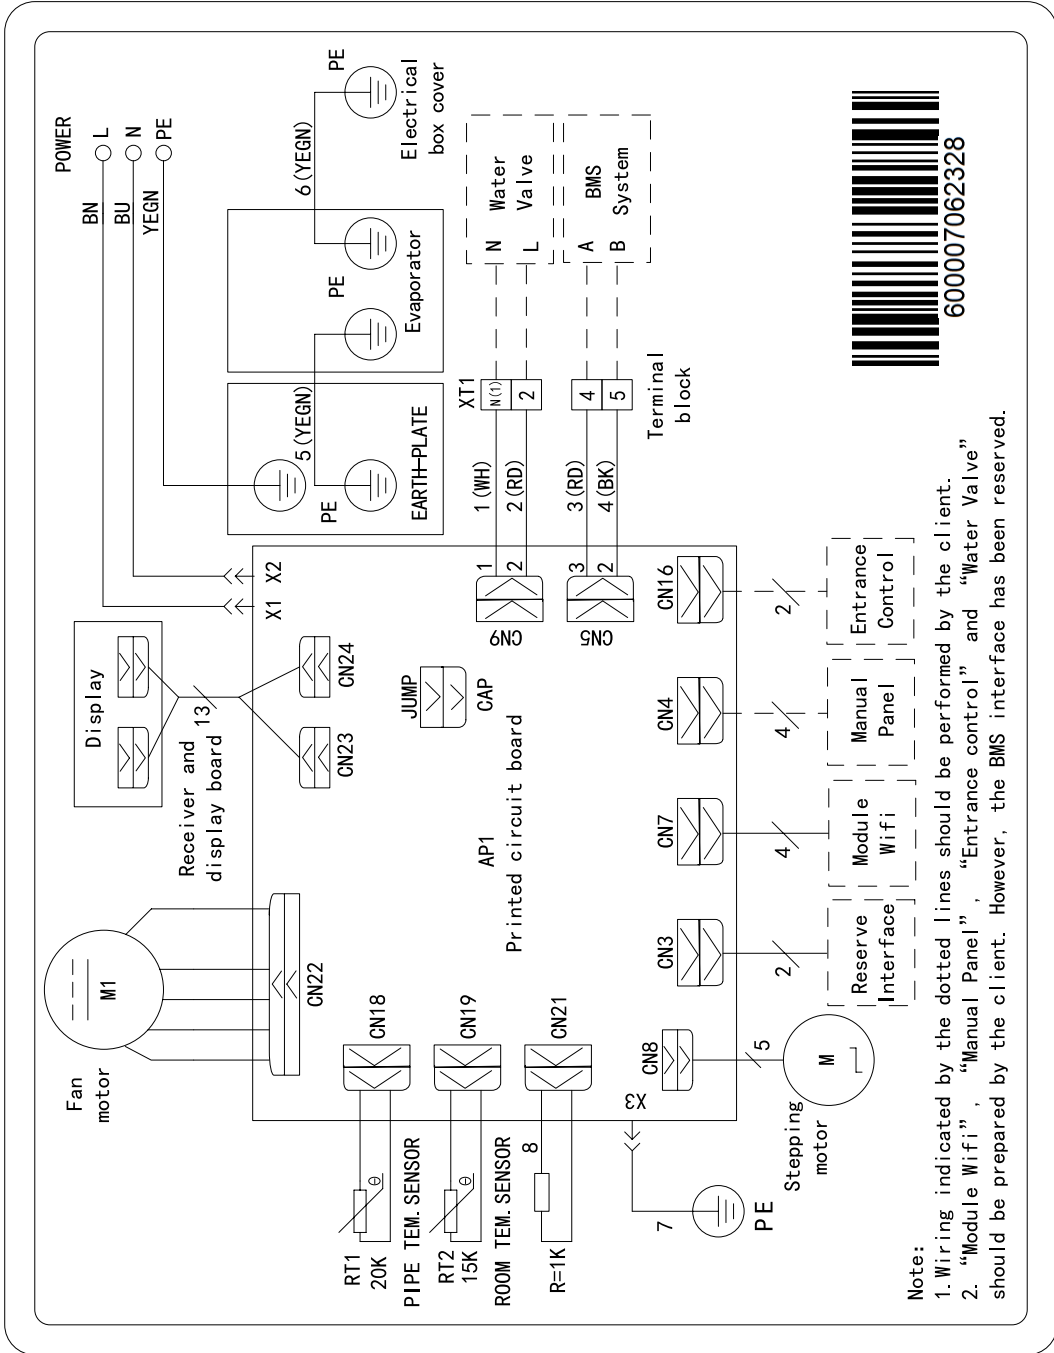 POWER
L
N
PE
BN
BU
YEGN
6(YEGN)
PE
Electrical
box cover
PE
Evaporator
5(YEGN)
PE
EARTH-PLATE
Water
Valve
N
L
BMS
System
A
B
XT1
N(1)
2
4
5
Terminal
block
1(WH)
2(RD)
3(RD)
4(BK)
Display
Receiver and
display board
13
X1
X2
CN23
CN24
Fan
motor
M1
CN22
JUMP
CAP
AP1
Printed circuit board
1
2
CN9
3
2
CN5
RT1
20K
PIPE TEM. SENSOR
CN18
RT2
15K
ROOM TEM. SENSOR
CN19
R=1K
8
CN21
X3
7
PE
CN8
5
M
Stepping
motor
CN3
2
Reserve
Interface
CN7
4
Module
Wifi
CN4
4
Manual
Panel
CN16
2
Entrance
Control
600007062328
Note:
1. Wiring indicated by the dotted lines should be performed by the client.
2. “Module Wifi”, “Manual Panel”, “Entrance control” and “Water Valve”
should be prepared by the client. However, the BMS interface has been reserved.